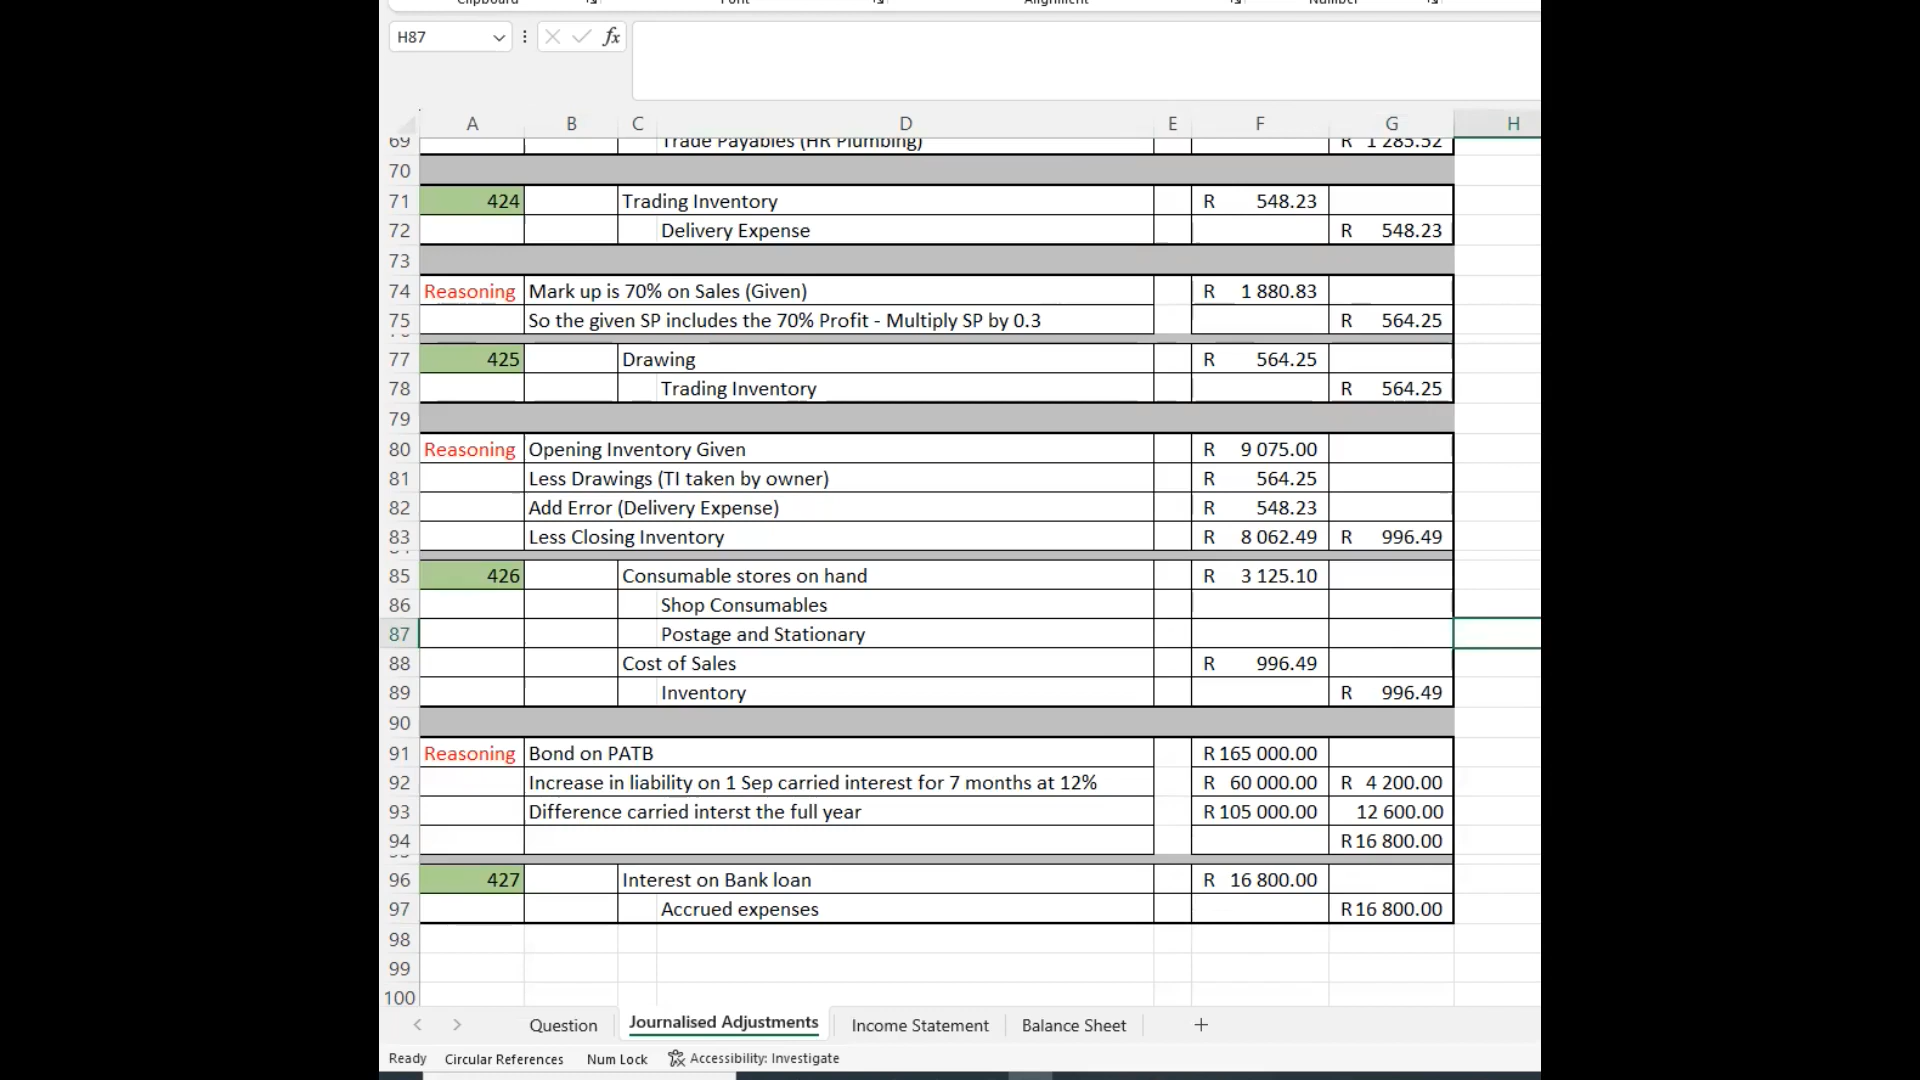 Clipboard Font Alignment Number
H87 fx
A B C D E F G H
69 Trade Payables (HR Plumbing) R 1 285.52
70
71 424 Trading Inventory R 548.23
72 Delivery Expense R 548.23
73
74 Reasoning Mark up is 70% on Sales (Given) R 1 880.83
75 So the given SP includes the 70% Profit - Multiply SP by 0.3 R 564.25
77 425 Drawing R 564.25
78 Trading Inventory R 564.25
79
80 Reasoning Opening Inventory Given R 9 075.00
81 Less Drawings (TI taken by owner) R 564.25
82 Add Error (Delivery Expense) R 548.23
83 Less Closing Inventory R 8 062.49 R 996.49
85 426 Consumable stores on hand R 3 125.10
86 Shop Consumables
87 Postage and Stationary
88 Cost of Sales R 996.49
89 Inventory R 996.49
90
91 Reasoning Bond on PATB R 165 000.00
92 Increase in liability on 1 Sep carried interest for 7 months at 12% R 60 000.00 R 4 200.00
93 Difference carried interst the full year R 105 000.00 12 600.00
94 R 16 800.00
96 427 Interest on Bank loan R 16 800.00
97 Accrued expenses R 16 800.00
98
99
100
Question Journalised Adjustments Income Statement Balance Sheet +
Ready Circular References Num Lock Accessibility: Investigate